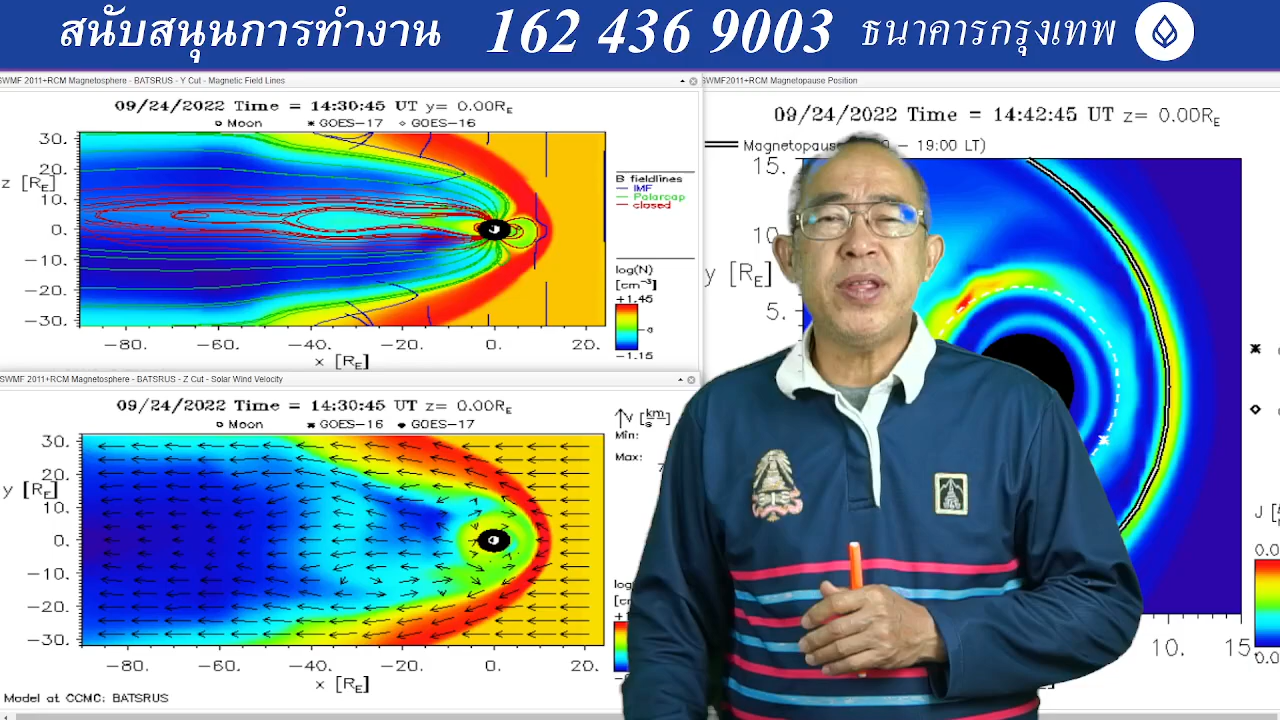 สนับสนุนการทำงาน 162 436 9003 ธนาคารกรุงเทพ
SWMF 2011+RCM Magnetosphere - BATSRUS - Y Cut - Magnetic Field Lines
09/24/2022 Time = 14:30:45 UT y= 0.00RE
Moon GOES-17 GOES-16
30.
20.
10.
0.
-10.
-20.
-30.
z [RE]
-80. -60. -40. -20. 0. 20.
x [RE]
B fieldlines
IMF
Polarcap
closed
log(N)
[cm-3]
+1.45
-1.15
SWMF 2011+RCM Magnetosphere - BATSRUS - Z Cut - Solar Wind Velocity
09/24/2022 Time = 14:30:45 UT z= 0.00RE
Moon GOES-16 GOES-17
30.
20.
10.
0.
-10.
-20.
-30.
y [RE]
-80. -60. -40. -20. 0. 20.
x [RE]
V [km/s]
Min:
Max:
Model at CCMC: BATSRUS
SWMF2011+RCM Magnetopause Position
09/24/2022 Time = 14:42:45 UT z= 0.00RE
Magnetopause - 19:00 LT)
15.
10
5.
y [RE]
10. 15.
J
0.0
0.0